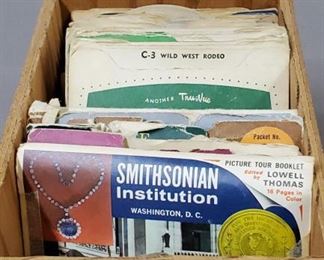 C-3 WILD WEST RODEO
ANOTHER Tru-Vue
Packet No.
SMITHSONIAN
Institution
WASHINGTON, D. C.
PICTURE TOUR BOOKLET
Edited by LOWELL
THOMAS
16 Pages in
Color